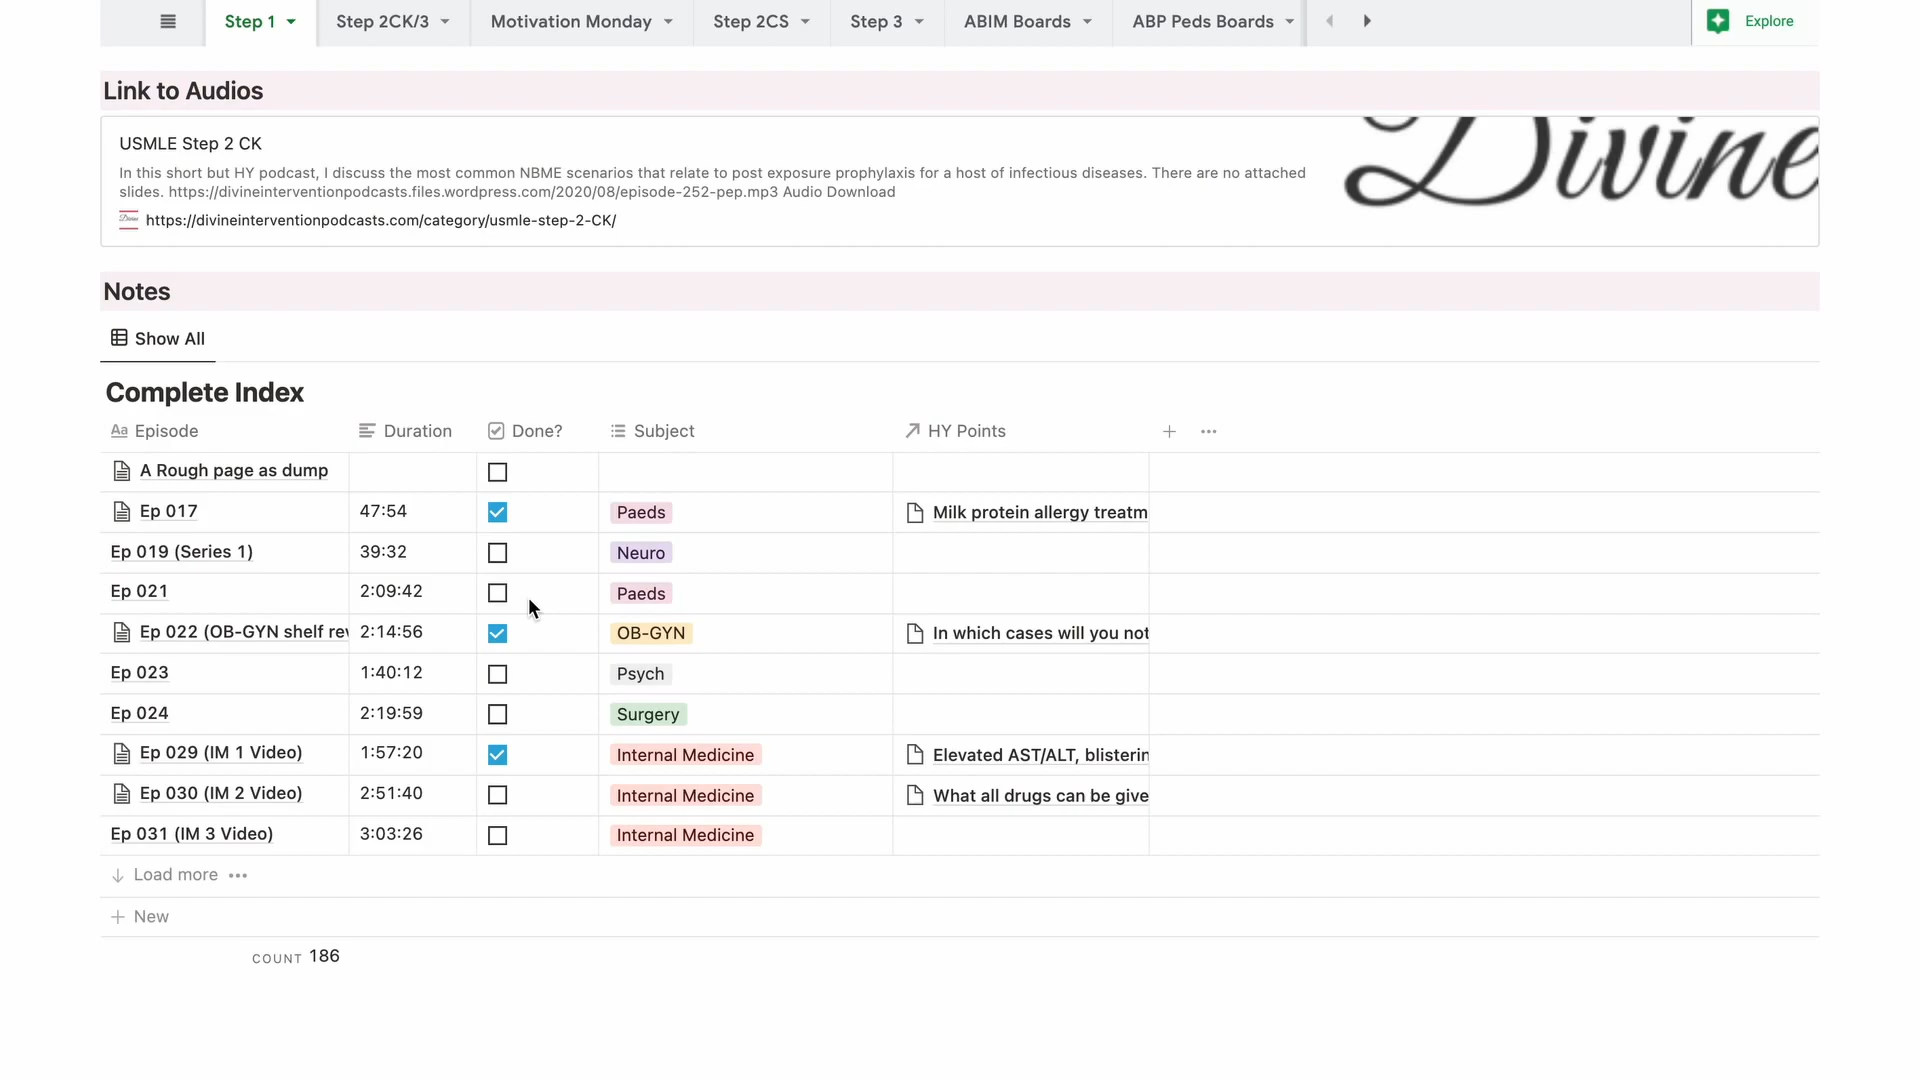 Step 1 Step 2CK/3 Motivation Monday Step 2CS Step 3 ABIM Boards ABP Peds Boards Explore
Link to Audios
USMLE Step 2 CK
In this short but HY podcast, I discuss the most common NBME scenarios that relate to post exposure prophylaxis for a host of infectious diseases. There are no attached
slides. https://divineinterventionpodcasts.files.wordpress.com/2020/08/episode-252-pep.mp3 Audio Download
Divine
https://divineinterventionpodcasts.com/category/usmle-step-2-CK/
Divine
Notes
Show All
Complete Index
Aa Episode Duration Done? Subject HY Points
A Rough page as dump
Ep 017 47:54 Paeds Milk protein allergy treatm
Ep 019 (Series 1) 39:32 Neuro
Ep 021 2:09:42 Paeds
Ep 022 (OB-GYN shelf rev 2:14:56 OB-GYN In which cases will you not
Ep 023 1:40:12 Psych
Ep 024 2:19:59 Surgery
Ep 029 (IM 1 Video) 1:57:20 Internal Medicine Elevated AST/ALT, blisterin
Ep 030 (IM 2 Video) 2:51:40 Internal Medicine What all drugs can be give
Ep 031 (IM 3 Video) 3:03:26 Internal Medicine
Load more
New
COUNT 186